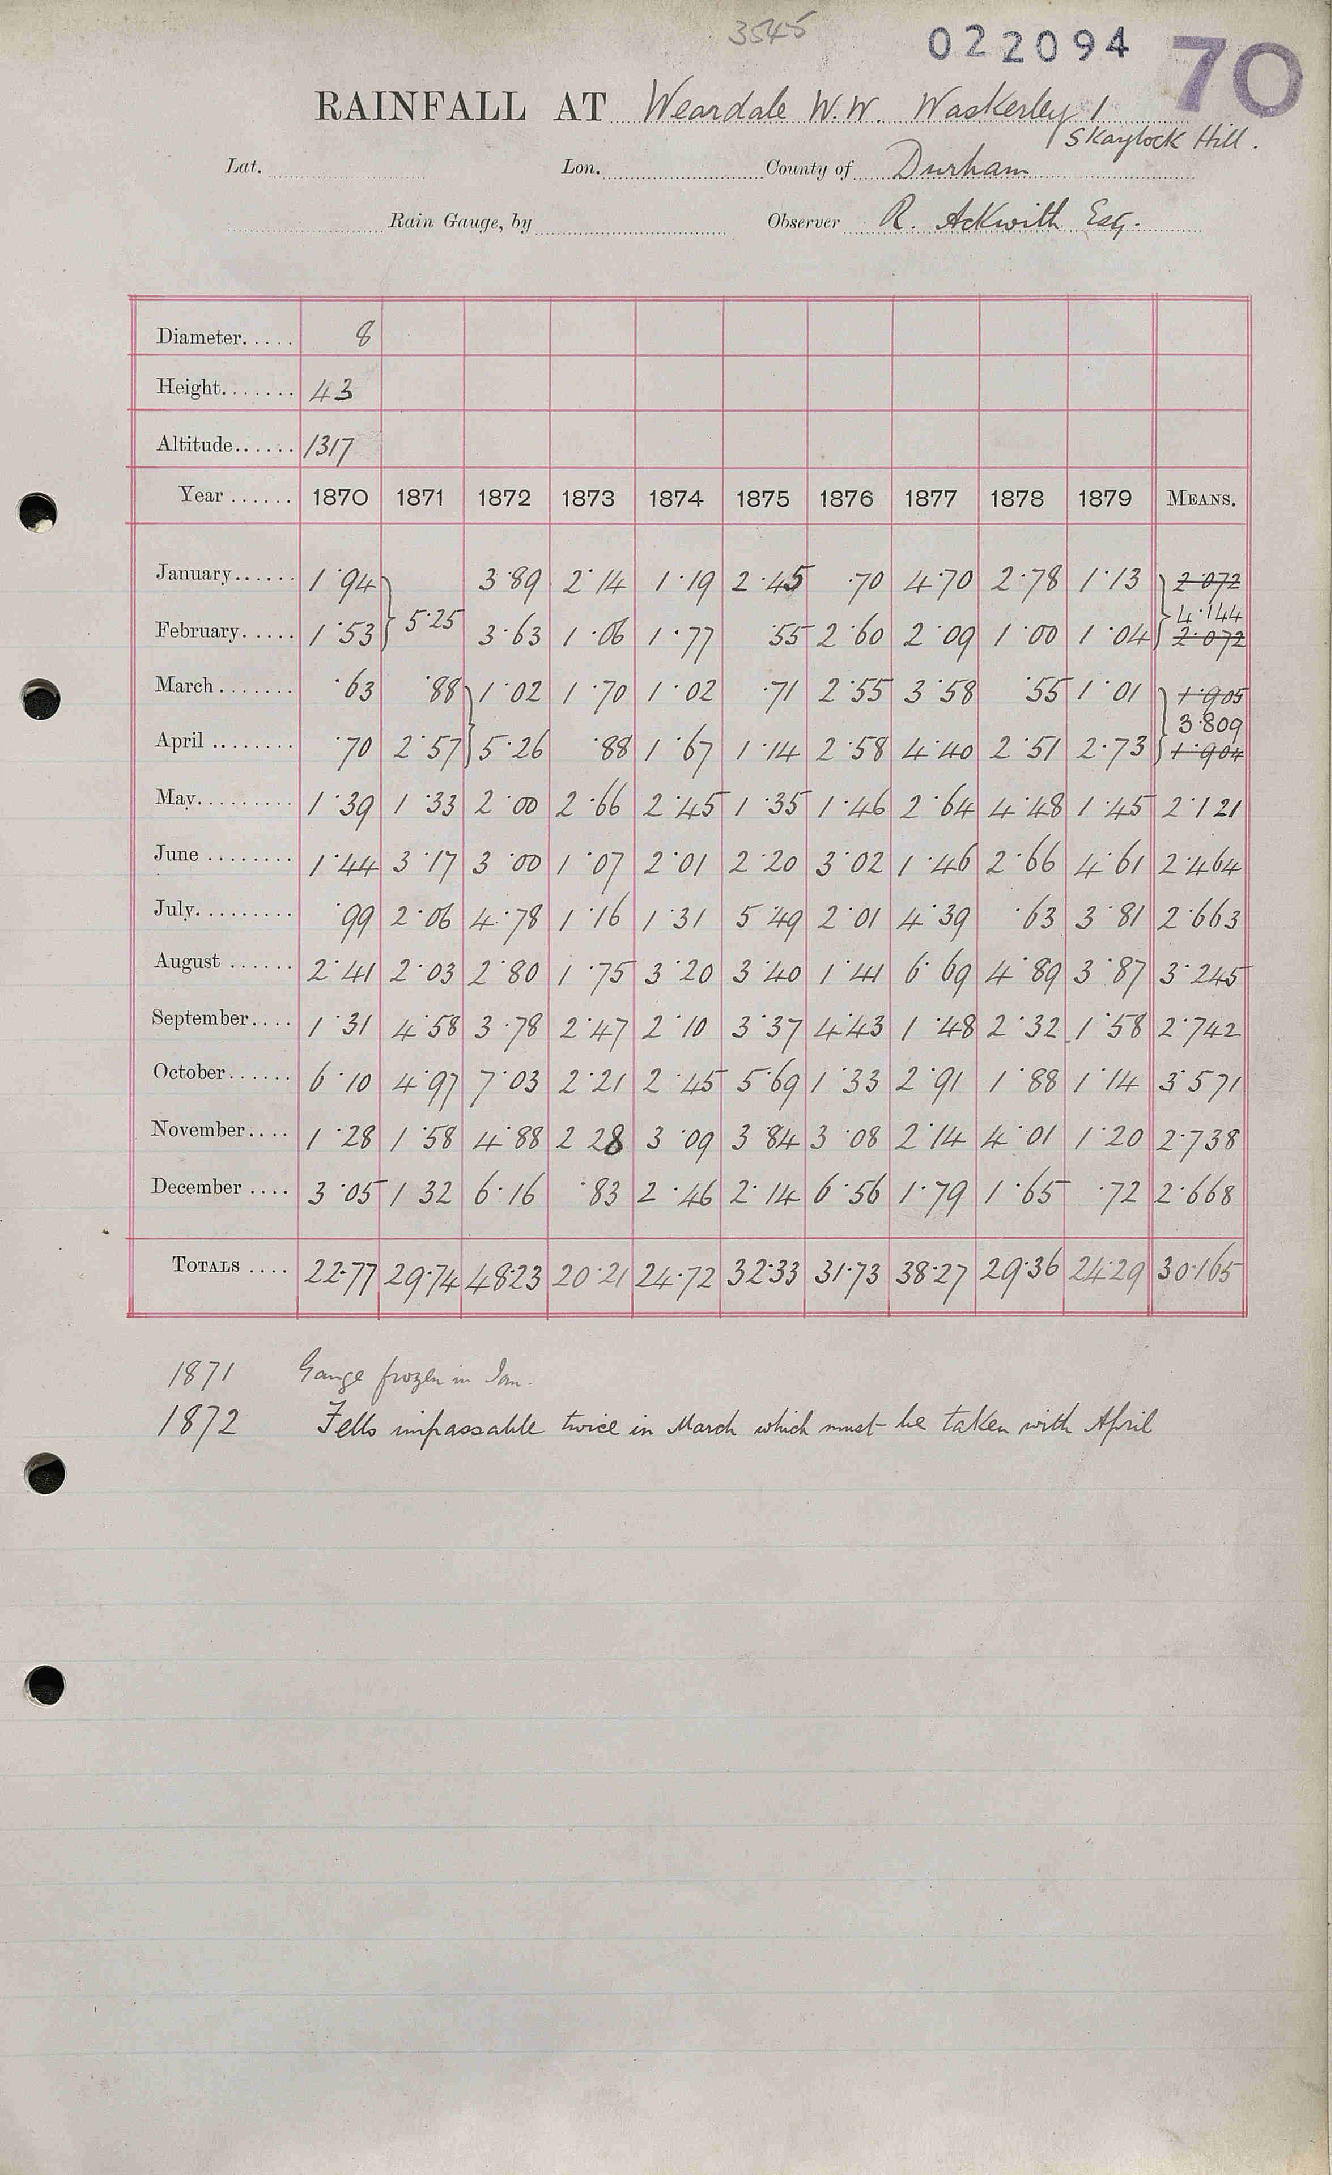 3545
022094 70
RAINFALL AT Weardale W.W. Waskerley 1
Skaylock Hill.
Lat. Lon. County of Durham
Rain Gauge, by Observer R. Askwith Esq.
Diameter..... 8
Height....... 43
Altitude...... 1317
Year ...... 1870 1871 1872 1873 1874 1875 1876 1877 1878 1879 MEANS.
January...... 1·94 3·89 2·14 1·19 2·45 ·70 4·70 2·78 1·13 2·072
5·25 4·144
February..... 1·53 3·63 1·06 1·77 ·55 2·60 2·09 1·00 1·04 2·072
March ....... ·63 ·88 1·02 1·70 1·02 ·71 2·55 3·58 ·55 1·01 1·905
3·809
April ........ ·70 2·57 5·26 ·88 1·67 1·14 2·58 4·40 2·51 2·73 1·904
May......... 1·39 1·33 2·00 2·66 2·45 1·35 1·46 2·64 4·48 1·45 2·121
June ........ 1·44 3·17 3·00 1·07 2·01 2·20 3·02 1·46 2·66 4·61 2·464
July......... ·99 2·06 4·78 1·16 1·31 5·49 2·01 4·39 ·63 3·81 2·663
August ...... 2·41 2·03 2·80 1·75 3·20 3·40 1·41 6·69 4·89 3·87 3·245
September.... 1·31 4·58 3·78 2·47 2·10 3·37 4·43 1·48 2·32 1·58 2·742
October...... 6·10 4·97 7·03 2·21 2·45 5·69 1·33 2·91 1·88 1·14 3·571
November.... 1·28 1·58 4·88 2 28 3·09 3·84 3·08 2·14 4·01 1·20 2·738
December .... 3·05 1 32 6·16 ·83 2·46 2·14 6·56 1·79 1·65 ·72 2·668
TOTALS .... 22·77 29·74 48·23 20·21 24·72 32·33 31·73 38·27 29·36 24·29 30·165
1871 Gauge frozen in Jan.
1872 Fells impassable twice in March which must be taken with April